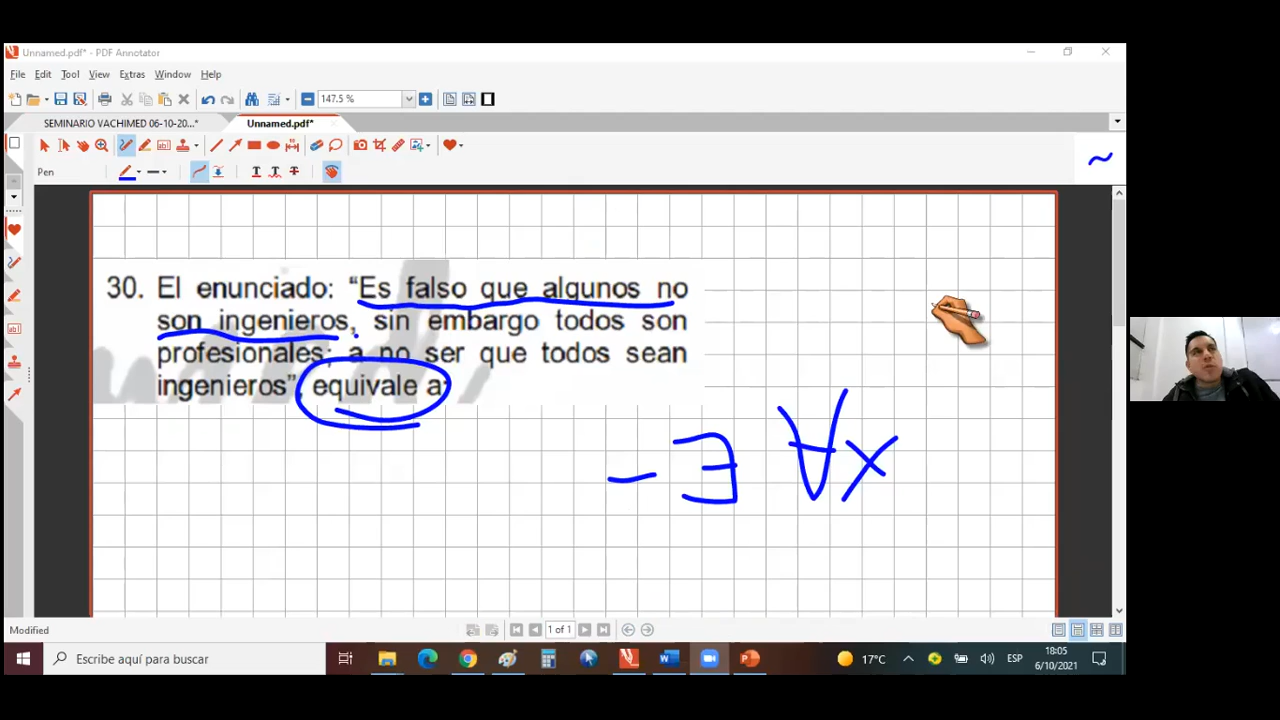 Unnamed.pdf* - PDF Annotator
File Edit Tool View Extras Window Help
147.5 %
SEMINARIO VACHIMED 06-10-20...* Unnamed.pdf*
Pen
30. El enunciado: “Es falso que algunos no
son ingenieros, sin embargo todos son
profesionales; a no ser que todos sean
ingenieros”, equivale a:
– ∃ ∀x
1 of 1
Modified
Escribe aquí para buscar
17°C ESP 18:05
6/10/2021